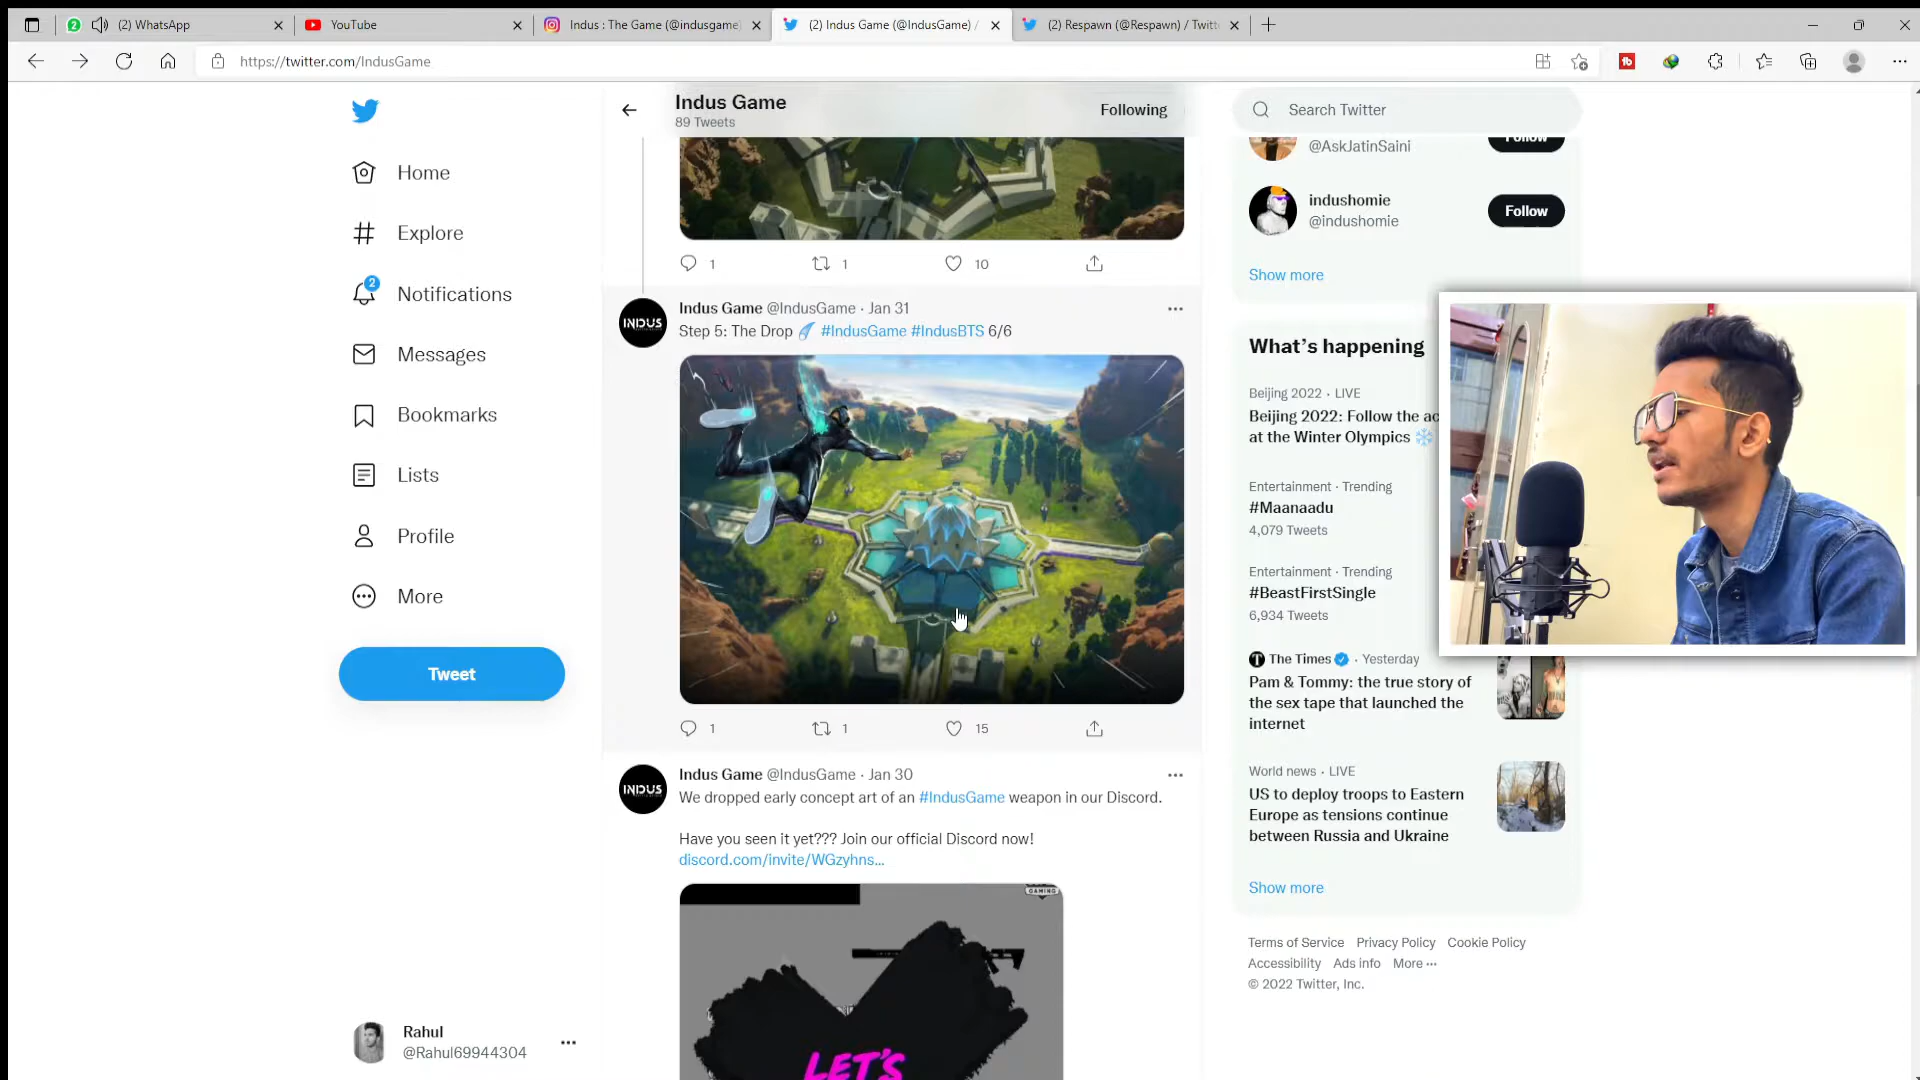 (2) WhatsApp
YouTube
Indus : The Game (@indusgame
(2) Indus Game (@IndusGame) /
(2) Respawn (@Respawn) / Twitt
https://twitter.com/IndusGame
Indus Game
89 Tweets
Following
Search Twitter
Home
Explore
2
Notifications
Messages
Bookmarks
Lists
Profile
More
Tweet
Rahul
@Rahul69944304
1
1
10
Indus Game @IndusGame · Jan 31
Step 5: The Drop #IndusGame #IndusBTS 6/6
INDUS
1
1
15
Indus Game @IndusGame · Jan 30
We dropped early concept art of an #IndusGame weapon in our Discord.
INDUS
Have you seen it yet??? Join our official Discord now!
discord.com/invite/WGzyhns...
GAMING
LET'S
@AskJatinSaini
Follow
indushomie
@indushomie
Follow
Show more
What's happening
Beijing 2022 · LIVE
Beijing 2022: Follow the ac
at the Winter Olympics
Entertainment · Trending
#Maanaadu
4,079 Tweets
Entertainment · Trending
#BeastFirstSingle
6,934 Tweets
The Times · Yesterday
Pam & Tommy: the true story of
the sex tape that launched the
internet
World news · LIVE
US to deploy troops to Eastern
Europe as tensions continue
between Russia and Ukraine
Show more
Terms of Service Privacy Policy Cookie Policy
Accessibility Ads info More ···
© 2022 Twitter, Inc.